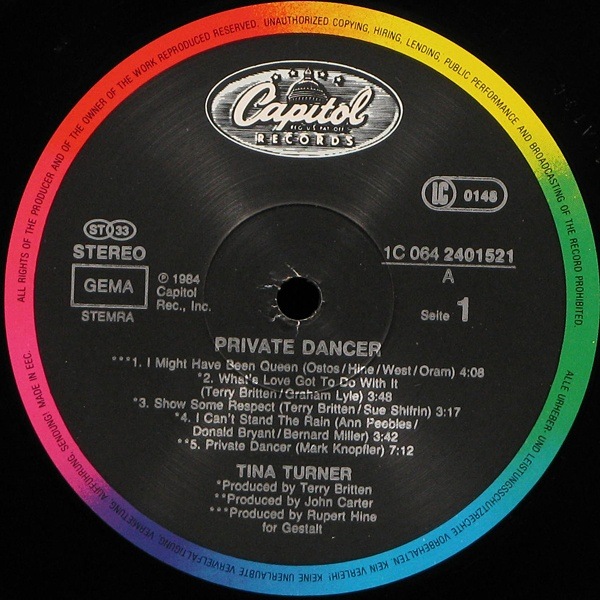 ALL RIGHTS OF THE PRODUCER AND OF THE OWNER OF THE WORK REPRODUCED RESERVED. UNAUTHORIZED COPYING, HIRING, LENDING, PUBLIC PERFORMANCE AND BROADCASTING OF THE RECORD PROHIBITED.
Capitol
REG. U.S. PAT. OFF.
RECORDS
LC 0148
ST 33
STEREO
1C 064 2401521
A
GEMA
STEMRA
℗ 1984
Capitol
Rec., Inc.
Seite 1
PRIVATE DANCER
***1. I Might Have Been Queen (Ostos/Hine/West/Oram) 4:08
*2. What's Love Got To Do With It
(Terry Britten/Graham Lyle) 3:48
*3. Show Some Respect (Terry Britten/Sue Shifrin) 3:17
*4. I Can't Stand The Rain (Ann Peebles/
Donald Bryant/Bernard Miller) 3:42
**5. Private Dancer (Mark Knopfler) 7:12
TINA TURNER
*Produced by Terry Britten
**Produced by John Carter
***Produced by Rupert Hine
for Gestalt
ALLE URHEBER- UND LEISTUNGSSCHUTZRECHTE VORBEHALTEN. KEIN VERLEIH! KEINE UNERLAUBTE VERVIELFÄLTIGUNG, VERMIETUNG, AUFFÜHRUNG, SENDUNG! MADE IN EEC.